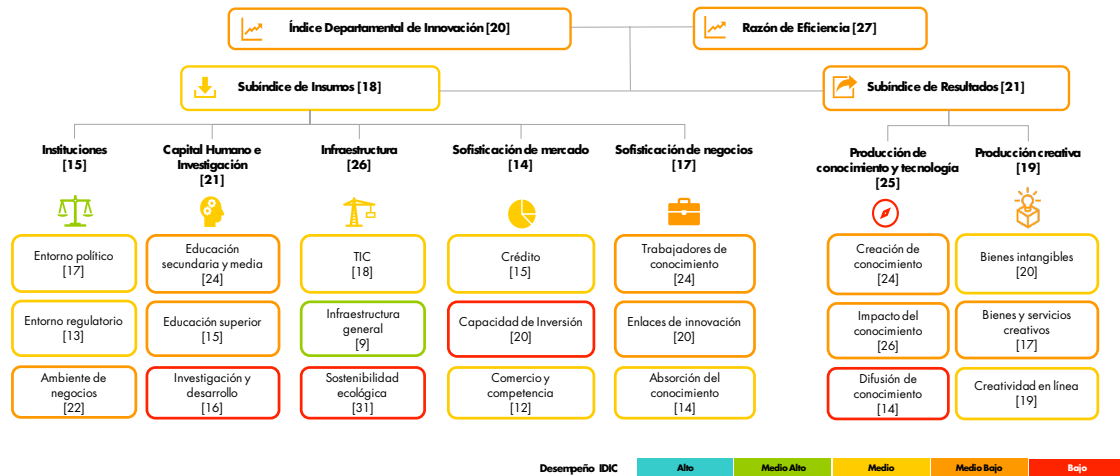 Índice Departamental de Innovación [20]
Razón de Eficiencia [27]
Subíndice de Insumos [18]
Subíndice de Resultados [21]
Instituciones
[15]
Capital Humano e
Investigación
[21]
Infraestructura
[26]
Sofisticación de mercado
[14]
Sofisticación de negocios
[17]
Producción de
conocimiento y tecnología
[25]
Producción creativa
[19]
Entorno político
[17]
Educación
secundaria y media
[24]
TIC
[18]
Crédito
[15]
Trabajadores de
conocimiento
[24]
Creación de
conocimiento
[24]
Bienes intangibles
[20]
Entorno regulatorio
[13]
Educación superior
[15]
Infraestructura
general
[9]
Capacidad de Inversión
[20]
Enlaces de innovación
[20]
Impacto del
conocimiento
[26]
Bienes y servicios
creativos
[17]
Ambiente de
negocios
[22]
Investigación y
desarrollo
[16]
Sostenibilidad
ecológica
[31]
Comercio y
competencia
[12]
Absorción del
conocimiento
[14]
Difusión de
conocimiento
[14]
Creatividad en línea
[19]
Desempeño IDIC
Alto
Medio Alto
Medio
Medio Bajo
Bajo